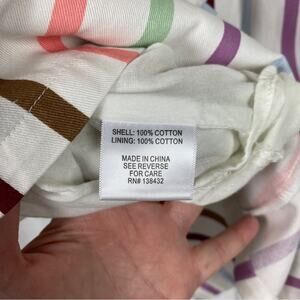 SHELL: 100% COTTON
LINING: 100% COTTON
MADE IN CHINA
SEE REVERSE
FOR CARE
RN# 138432